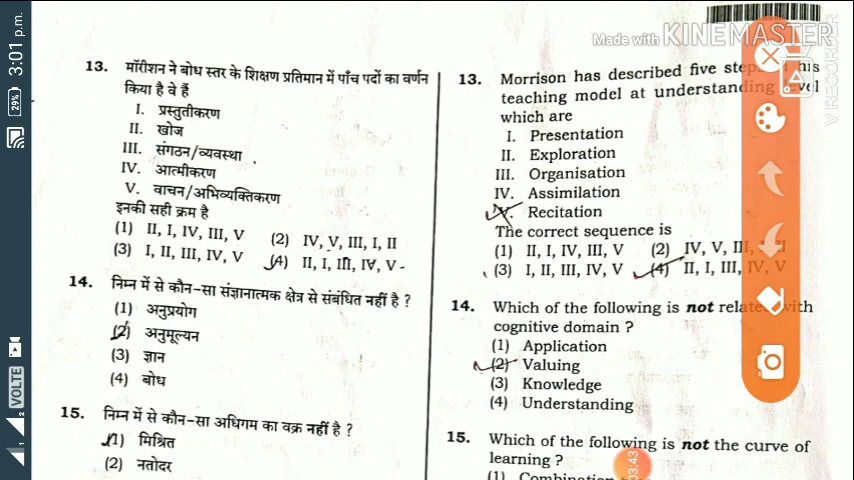 3:01 p.m.
29%
VOLTE
1
2
Made with KINEMASTER
V RECORDER
13. मॉरीशन ने बोध स्तर के शिक्षण प्रतिमान में पाँच पदों का वर्णन
किया है वे हैं
I. प्रस्तुतीकरण
II. खोज
III. संगठन/व्यवस्था
IV. आत्मीकरण
V. वाचन/अभिव्यक्तिकरण
इनकी सही क्रम है
(1) II, I, IV, III, V (2) IV, V, III, I, II
(3) I, II, III, IV, V (4) II, I, III, IV, V
14. निम्न में से कौन-सा संज्ञानात्मक क्षेत्र से संबंधित नहीं है ?
(1) अनुप्रयोग
(2) अनुमूल्यन
(3) ज्ञान
(4) बोध
15. निम्न में से कौन-सा अधिगम का वक्र नहीं है ?
(1) मिश्रित
(2) नतोदर
13. Morrison has described five his
teaching model at understanding
which are
I. Presentation
II. Exploration
III. Organisation
IV. Assimilation
V. Recitation
The correct sequence is
(1) II, I, IV, III, V (2) IV, V,
(3) I, II, III, IV, V (4) II, I, III, IV, V
14. Which of the following is not with
cognitive domain ?
(1) Application
(2) Valuing
(3) Knowledge
(4) Understanding
15. Which of the following is not the curve of
learning ?
(1)
03:43